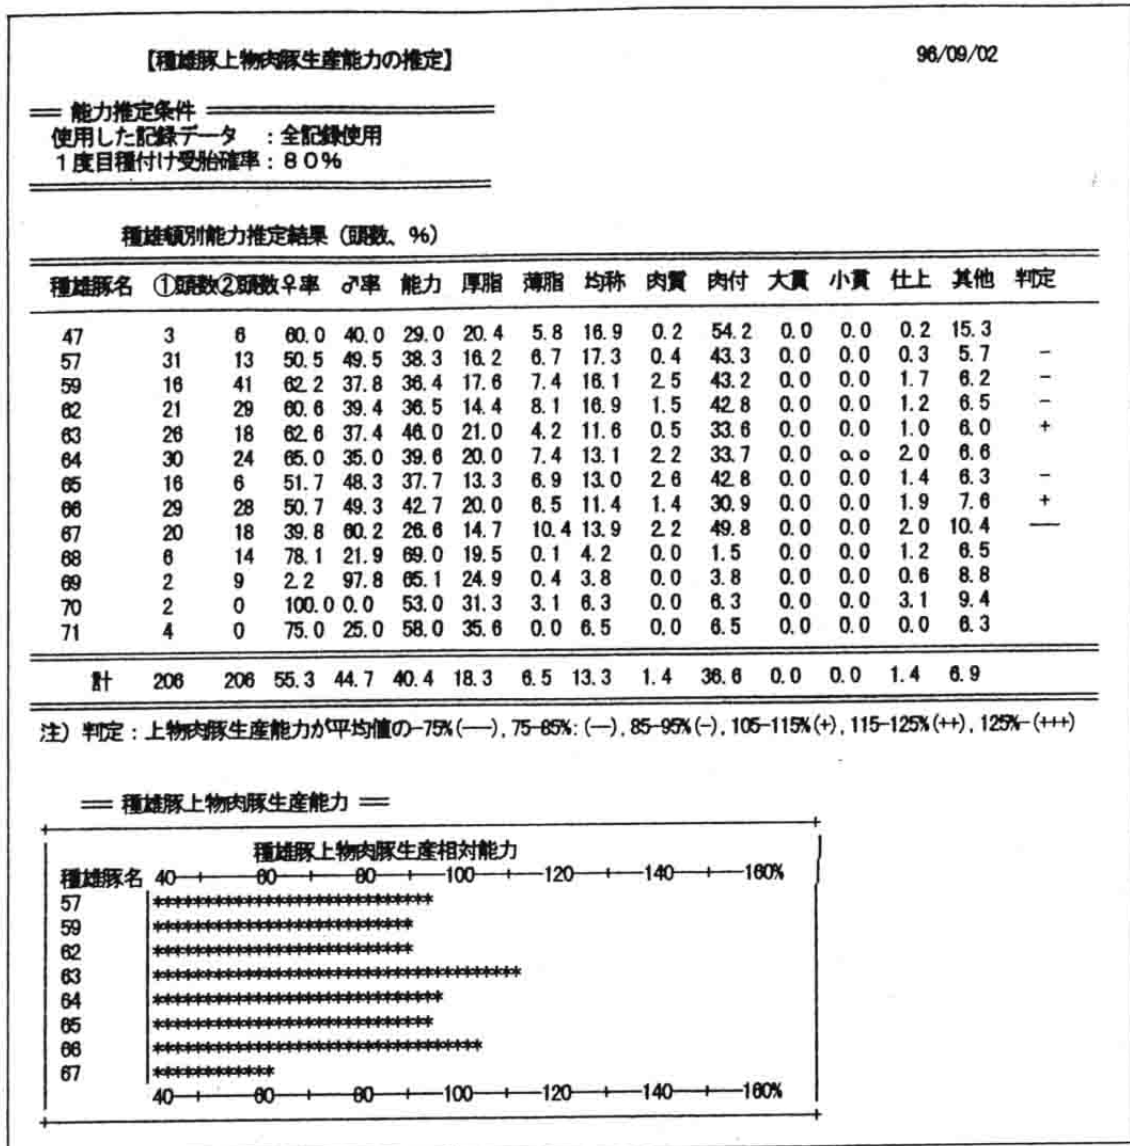 【種雄豚上物肉豚生産能力の推定】 96/09/02
== 能力推定条件 ==
使用した記録データ :全記録使用
1度目種付け受胎確率:80%
種雄額別能力推定結果(頭数、%)
種雄豚名 ①頭数②頭数♀率 ♂率 能力 厚脂 薄脂 均称 肉質 肉付 大貫 小貫 仕上 其他 判定
47 3 6 60.0 40.0 29.0 20.4 5.8 16.9 0.2 54.2 0.0 0.0 0.2 15.3
57 31 13 50.5 49.5 38.3 16.2 6.7 17.3 0.4 43.3 0.0 0.0 0.3 5.7 -
59 16 41 62.2 37.8 36.4 17.6 7.4 16.1 2.5 43.2 0.0 0.0 1.7 6.2 -
62 21 29 60.6 39.4 36.5 14.4 8.1 16.9 1.5 42.8 0.0 0.0 1.2 6.5 -
63 26 18 62.6 37.4 46.0 21.0 4.2 11.6 0.5 33.6 0.0 0.0 1.0 6.0 +
64 30 24 65.0 35.0 39.6 20.0 7.4 13.1 2.2 33.7 0.0 0.0 2.0 6.6
65 16 6 51.7 48.3 37.7 13.3 6.9 13.0 2.6 42.8 0.0 0.0 1.4 6.3 -
66 29 28 50.7 49.3 42.7 20.0 6.5 11.4 1.4 30.9 0.0 0.0 1.9 7.6 +
67 20 18 39.8 60.2 26.6 14.7 10.4 13.9 2.2 49.8 0.0 0.0 2.0 10.4 ---
68 6 14 78.1 21.9 69.0 19.5 0.1 4.2 0.0 1.5 0.0 0.0 1.2 6.5
69 2 9 2.2 97.8 65.1 24.9 0.4 3.8 0.0 3.8 0.0 0.0 0.6 8.8
70 2 0 100.0 0.0 53.0 31.3 3.1 6.3 0.0 6.3 0.0 0.0 3.1 9.4
71 4 0 75.0 25.0 58.0 35.6 0.0 6.5 0.0 6.5 0.0 0.0 0.0 6.3
計 206 206 55.3 44.7 40.4 18.3 6.5 13.3 1.4 36.6 0.0 0.0 1.4 6.9
注) 判定:上物肉豚生産能力が平均値の-75%(---),75-85%:(--),85-95%(-),105-115%(+),115-125%(++),125%-(+++)
== 種雄豚上物肉豚生産能力 ==
種雄豚上物肉豚生産相対能力
種雄豚名 40--+--60--+--80--+--100--+--120--+--140--+--160%
57 ****************************
59 **************************
62 **************************
63 *************************************
64 *****************************
65 ****************************
66 *********************************
67 ************
40--+--60--+--80--+--100--+--120--+--140--+--160%